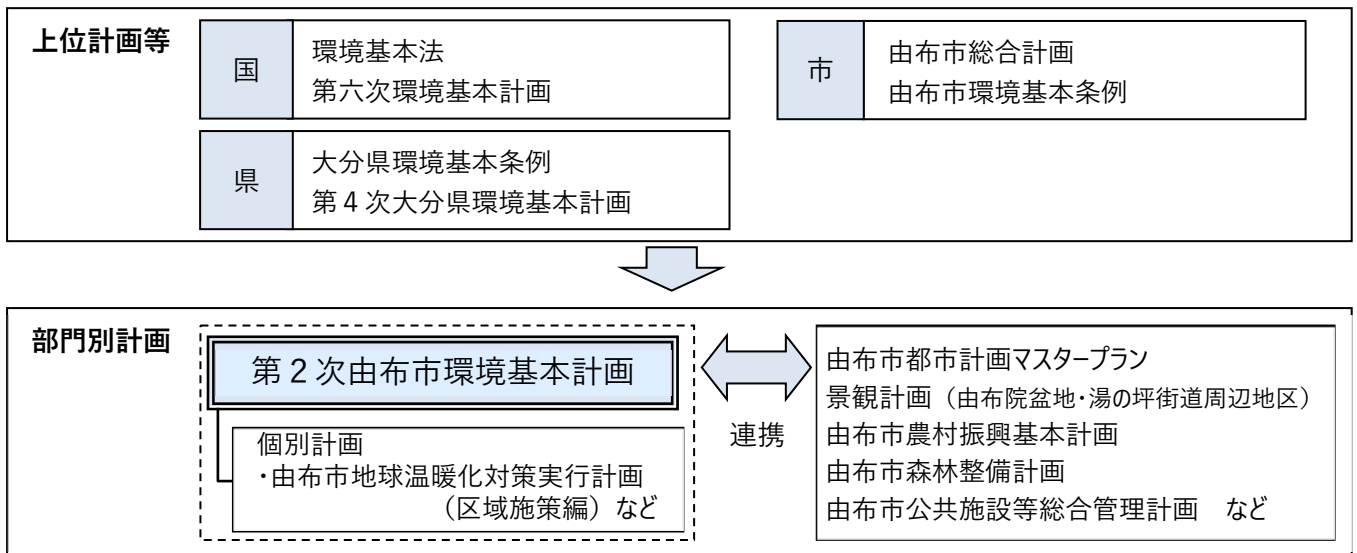 上位計画等
国
環境基本法
第六次環境基本計画
市
由布市総合計画
由布市環境基本条例
県
大分県環境基本条例
第4次大分県環境基本計画
部門別計画
第2次由布市環境基本計画
個別計画
・由布市地球温暖化対策実行計画
（区域施策編）など
連携
由布市都市計画マスタープラン
景観計画（由布院盆地・湯の坪街道周辺地区）
由布市農村振興基本計画
由布市森林整備計画
由布市公共施設等総合管理計画　など